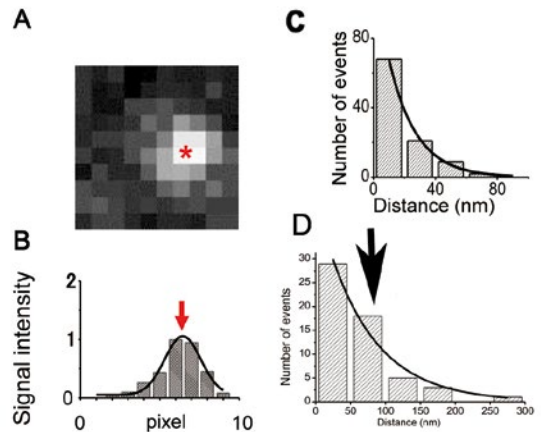 A
*
B
Signal intensity
2
1
0
0
pixel
10
C
Number of events
80
40
0
0
40
80
Distance (nm)
D
Number of events
30
25
20
15
10
5
0
0
50
100
150
200
250
300
Distance (nm)